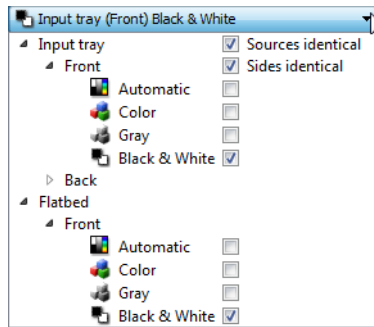 Input tray (Front) Black & White
Input tray Sources identical
Front Sides identical
Automatic
Color
Gray
Black & White
Back
Flatbed
Front
Automatic
Color
Gray
Black & White